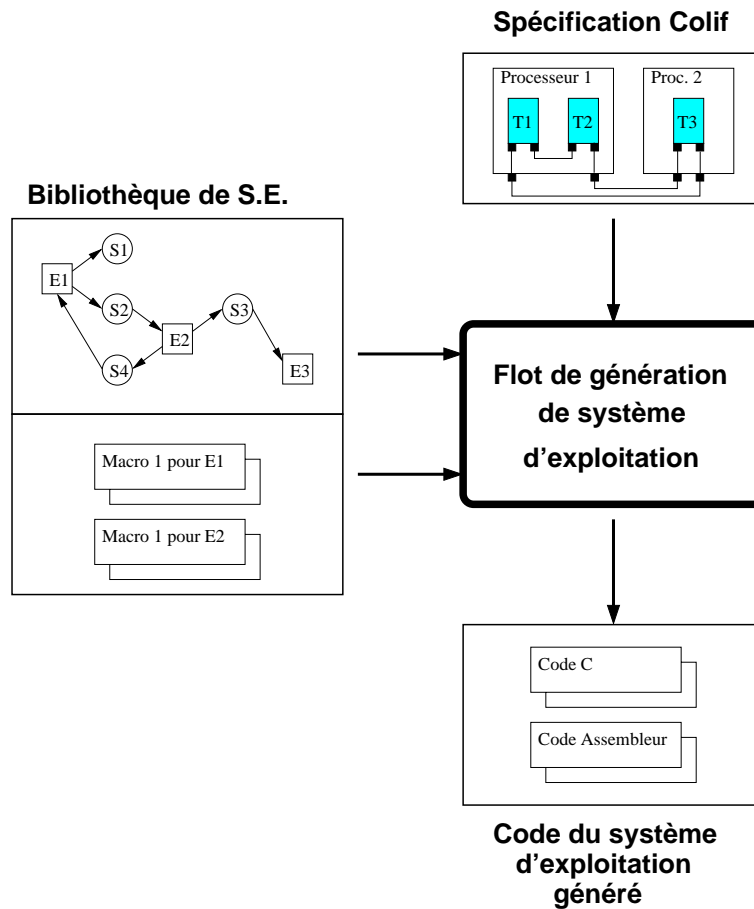 Spécification Colif
Processeur 1
Proc. 2
T1
T2
T3
Bibliothèque de S.E.
S1
E1
S2
S3
E2
S4
E3
Flot de génération
de système
d'exploitation
Macro 1 pour E1
Macro 1 pour E2
Code C
Code Assembleur
Code du système
d'exploitation
généré